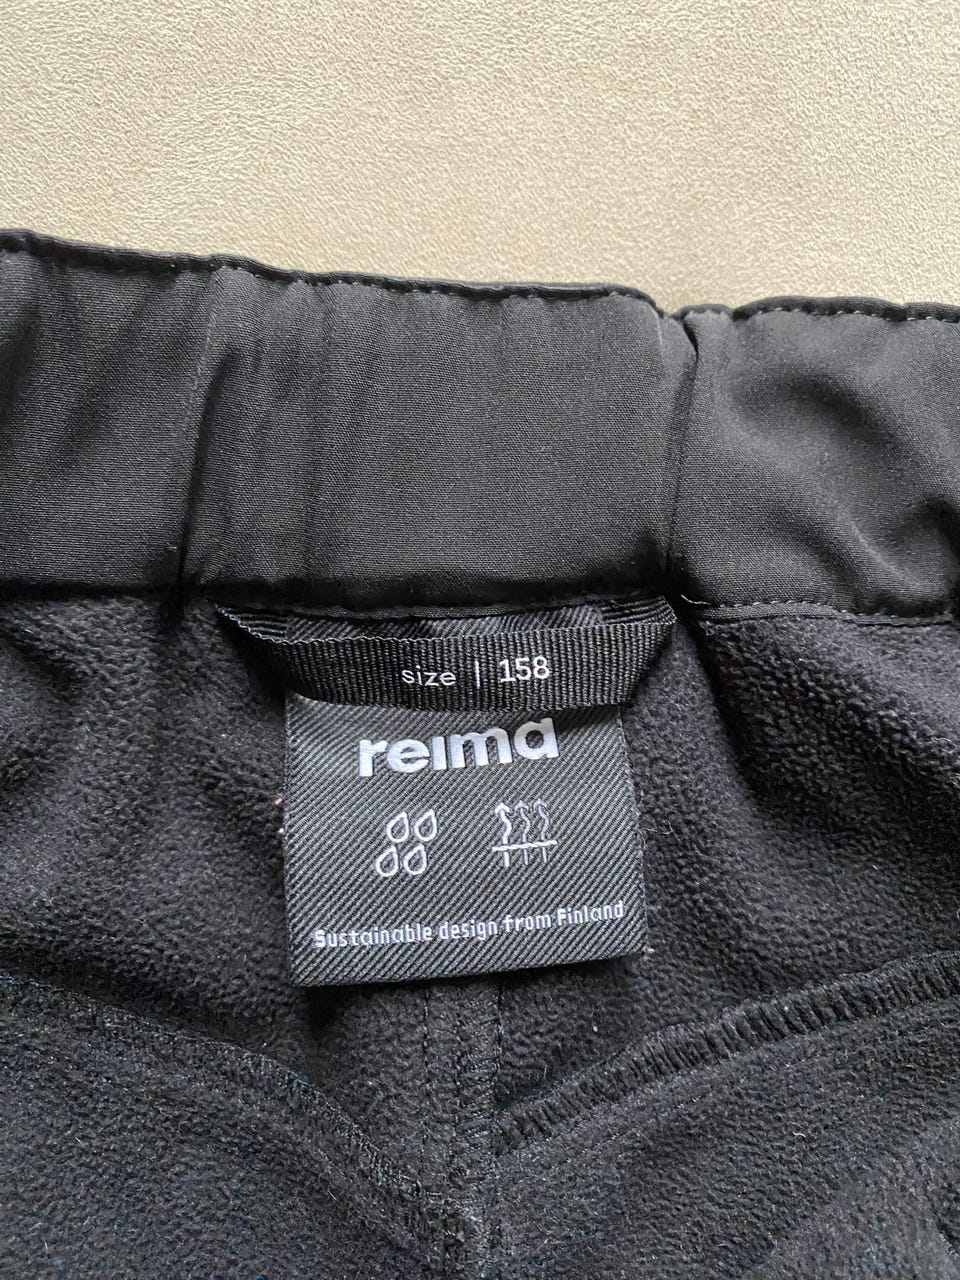 size | 158
reima
Sustainable design from Finland